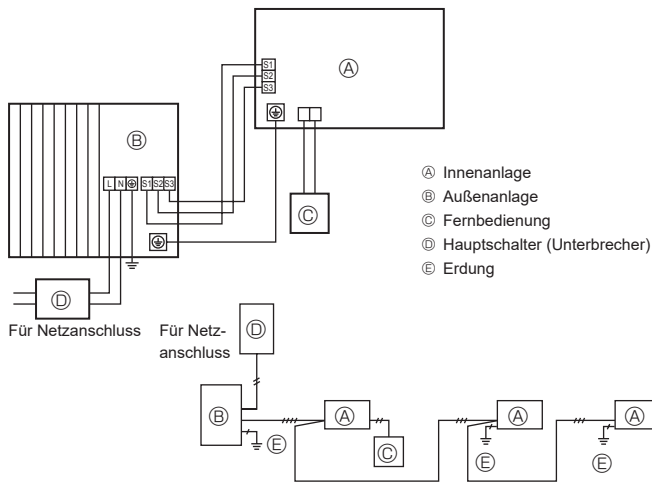 S1
S2
S3
Ⓐ
Ⓑ
L N S1 S2 S3
Ⓒ
Ⓐ Innenanlage
Ⓑ Außenanlage
Ⓒ Fernbedienung
Ⓓ Hauptschalter (Unterbrecher)
Ⓔ Erdung
Ⓓ
Für Netzanschluss
Für Netz-
anschluss
Ⓓ
Ⓑ
Ⓔ
Ⓐ
Ⓒ
Ⓐ
Ⓔ
Ⓐ
Ⓔ